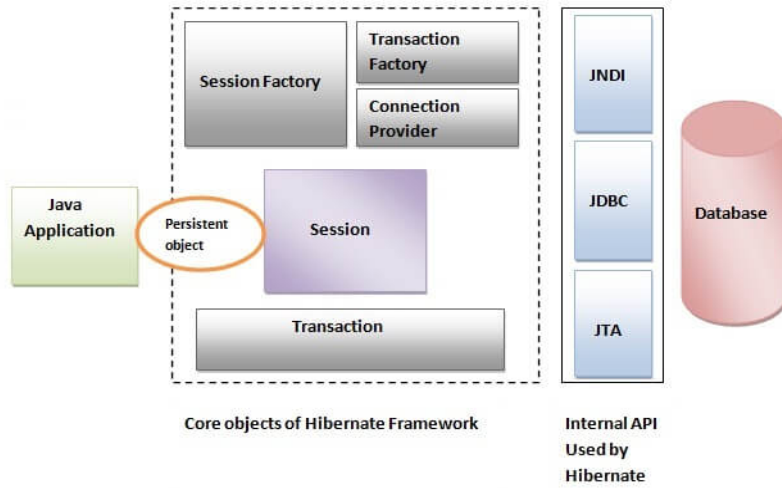 Session Factory
Transaction
Factory
Connection
Provider
JNDI
Java
Application
Persistent
object
Session
JDBC
Database
Transaction
JTA
Core objects of Hibernate Framework
Internal API
Used by
Hibernate